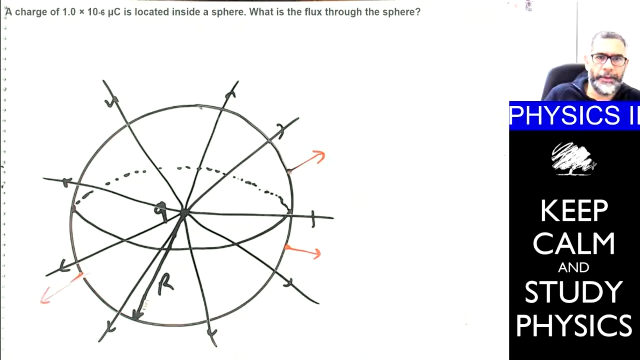 A charge of 1.0 × 10-6 µC is located inside a sphere. What is the flux through the sphere?
q
R
PHYSICS II
KEEP
CALM
AND
STUDY
PHYSICS